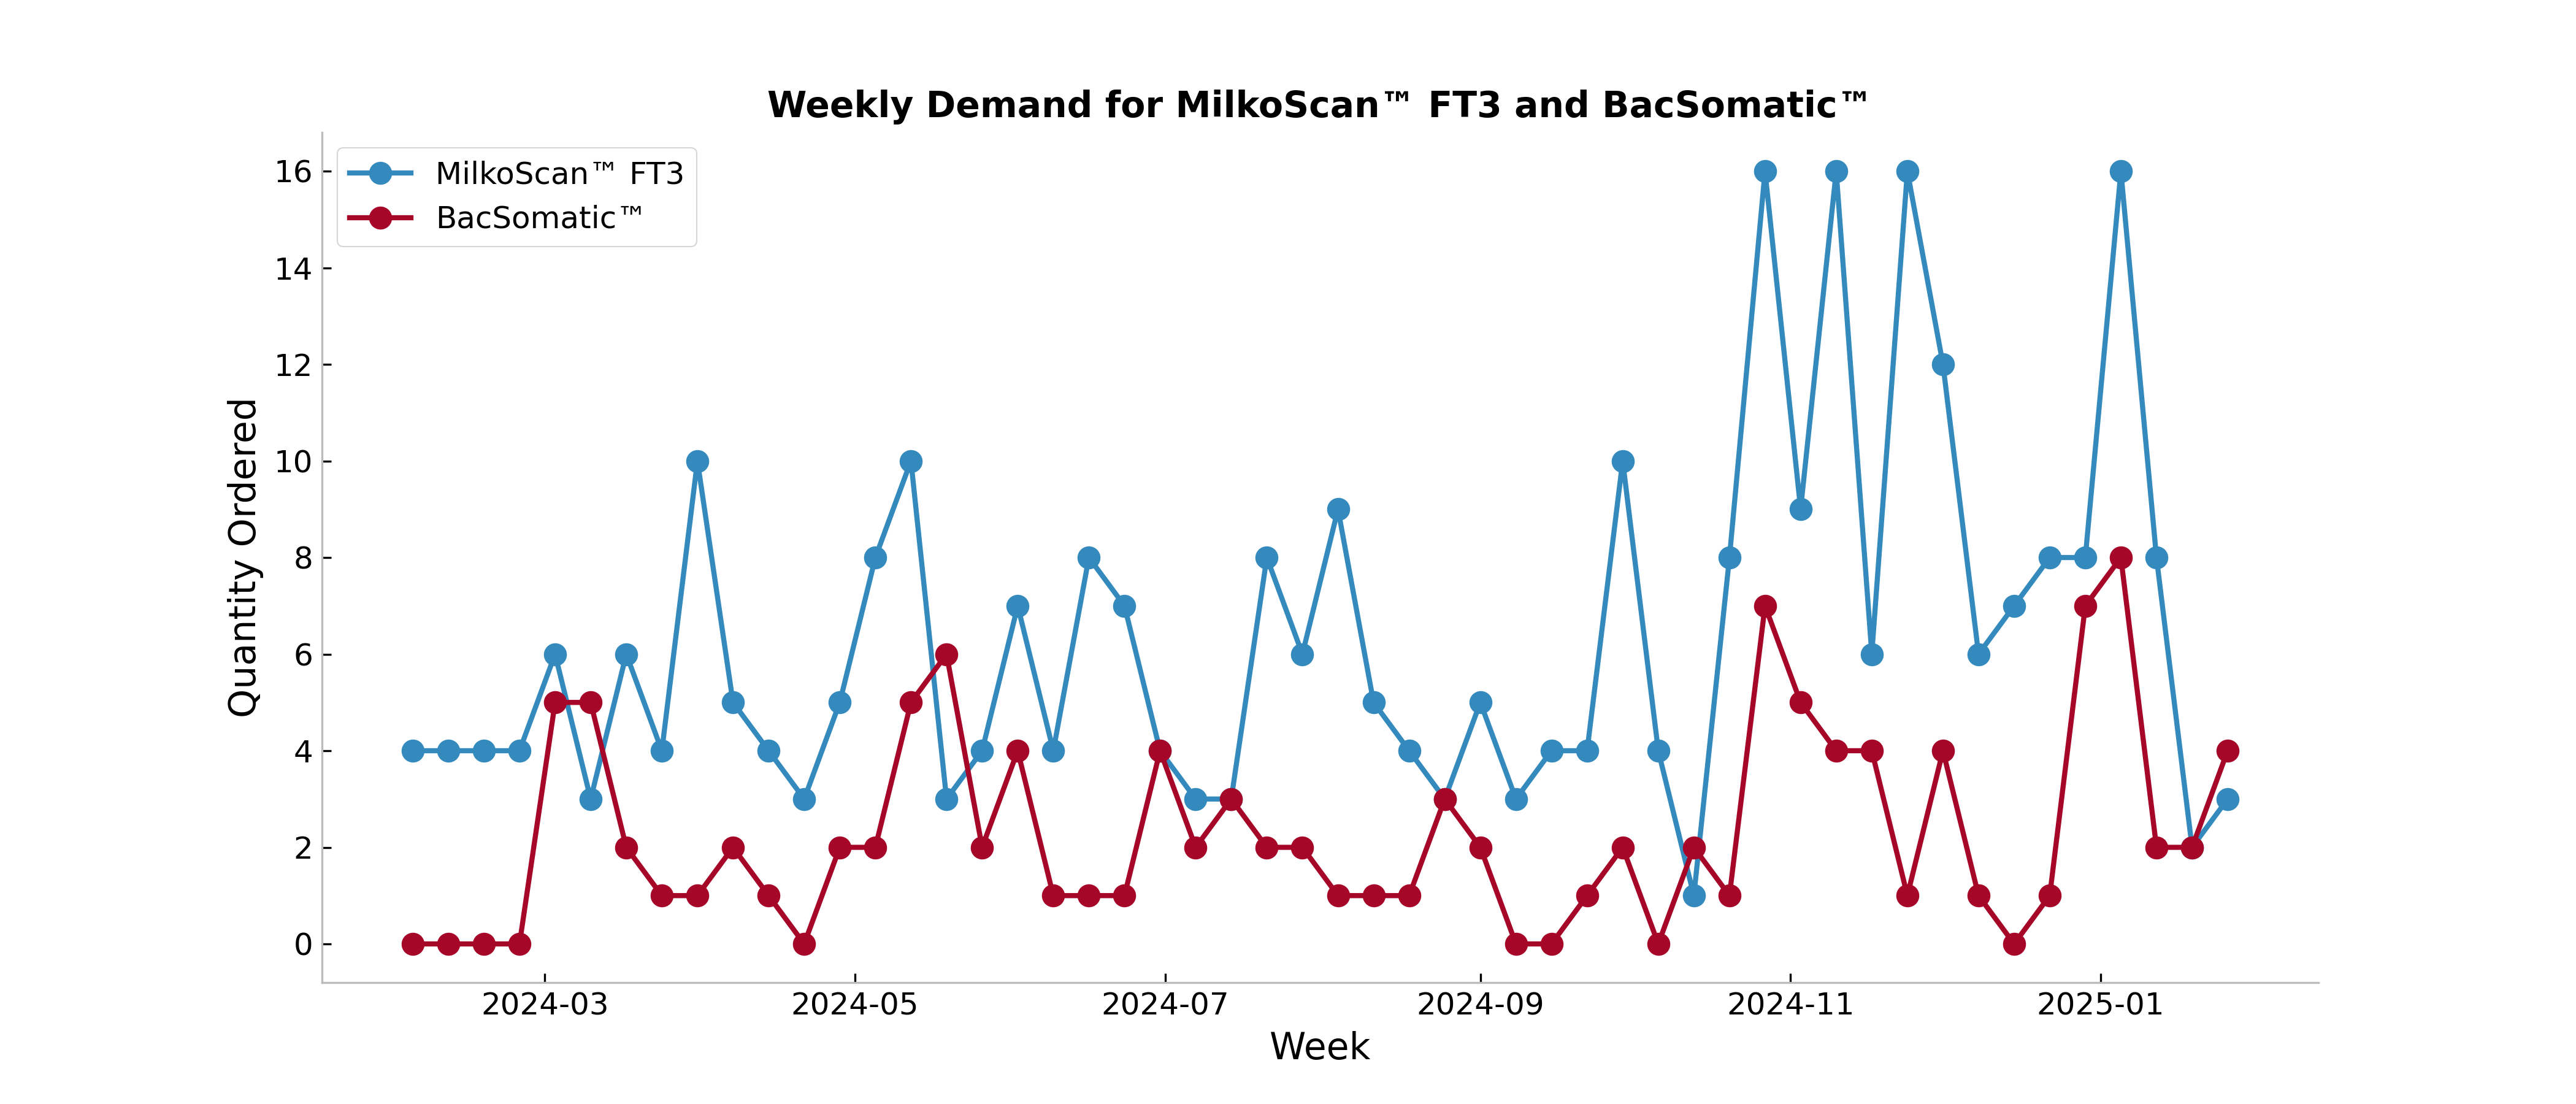 Weekly Demand for MilkoScan™ FT3 and BacSomatic™
MilkoScan™ FT3
BacSomatic™
Quantity Ordered
16
14
12
10
8
6
4
2
0
2024-03 2024-05 2024-07 2024-09 2024-11 2025-01
Week